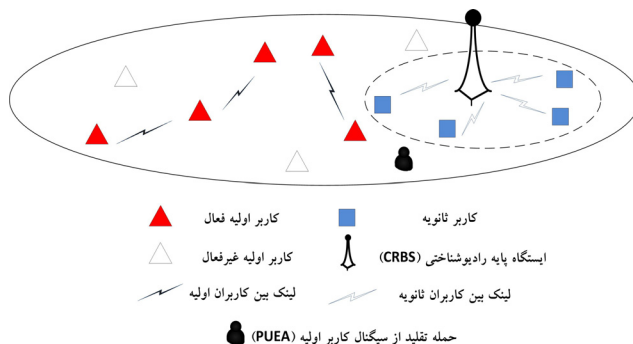 کاربر اولیه فعال
کاربر ثانویه
کاربر اولیه غیرفعال
ایستگاه پایه رادیوشناختی (CRBS)
لینک بین کاربران اولیه
لینک بین کاربران ثانویه
حمله تقلید از سیگنال کاربر اولیه (PUEA)